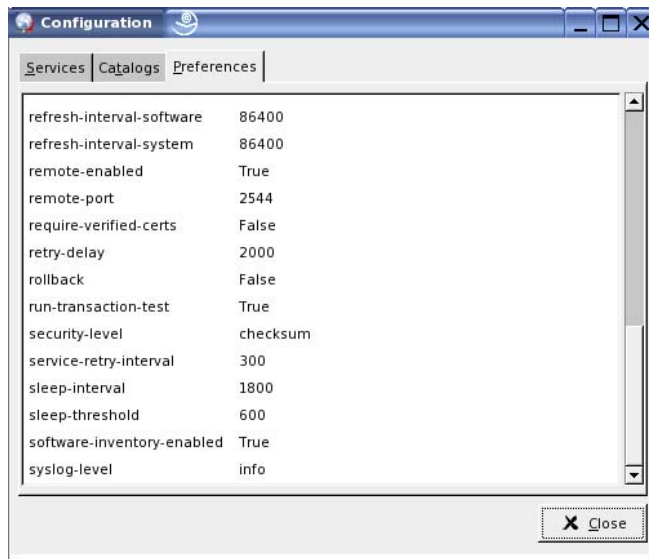 Configuration
Services Catalogs Preferences
refresh-interval-software 86400
refresh-interval-system 86400
remote-enabled True
remote-port 2544
require-verified-certs False
retry-delay 2000
rollback False
run-transaction-test True
security-level checksum
service-retry-interval 300
sleep-interval 1800
sleep-threshold 600
software-inventory-enabled True
syslog-level info
Close